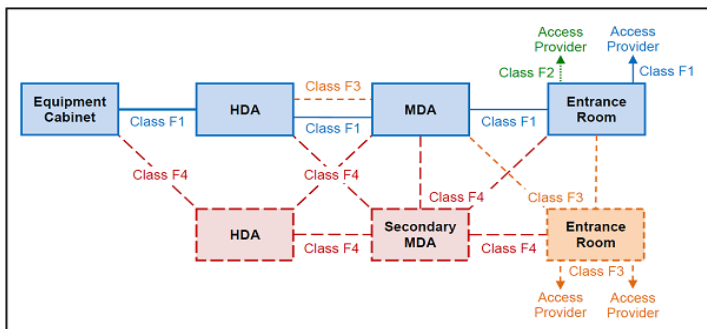 Access
Provider
Access
Provider
Class F2
Class F1
Class F3
Equipment
Cabinet
HDA
MDA
Entrance
Room
Class F1
Class F1
Class F1
Class F4
Class F4
Class F4
Class F3
HDA
Secondary
MDA
Entrance
Room
Class F4
Class F4
Class F3
Access
Provider
Access
Provider